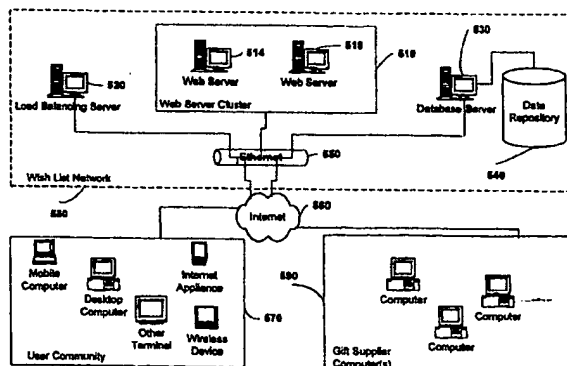 514
530
520
Web Server
Web Server
Load Balancing Server
Web Server Cluster
Database Server
Data
Repository
Ethernet
550
540
Wish List Network
560
Internet
Mobile
Computer
Desktop
Computer
Internet
Appliance
590
Computer
Computer
Other
Terminal
Wireless
Device
570
Computer
User Community
Gift Supplier
Computer(s)